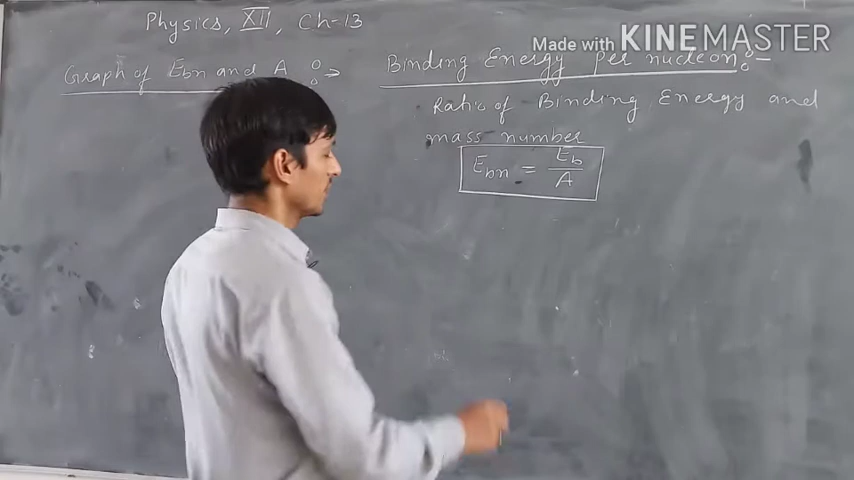 Physics, XII, Ch-13
Made with KINEMASTER
Graph of Ebn and A :⇒
Binding Energy per nucleon:-
Ratio of Binding Energy and
mass number
Ebn = Eb/A